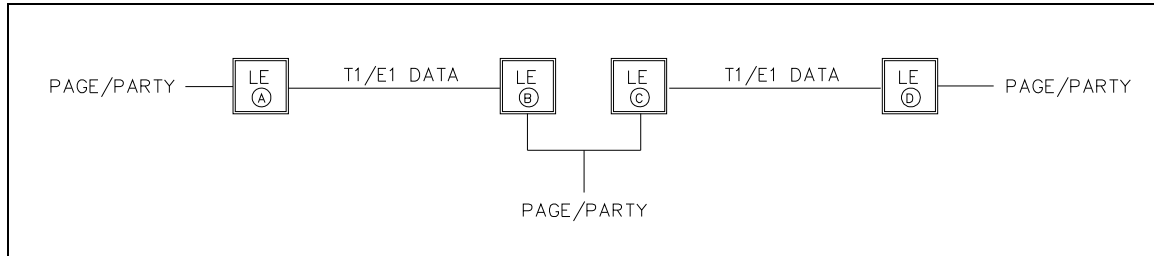 PAGE/PARTY
LE
A
T1/E1 DATA
LE
B
LE
C
T1/E1 DATA
LE
D
PAGE/PARTY
PAGE/PARTY